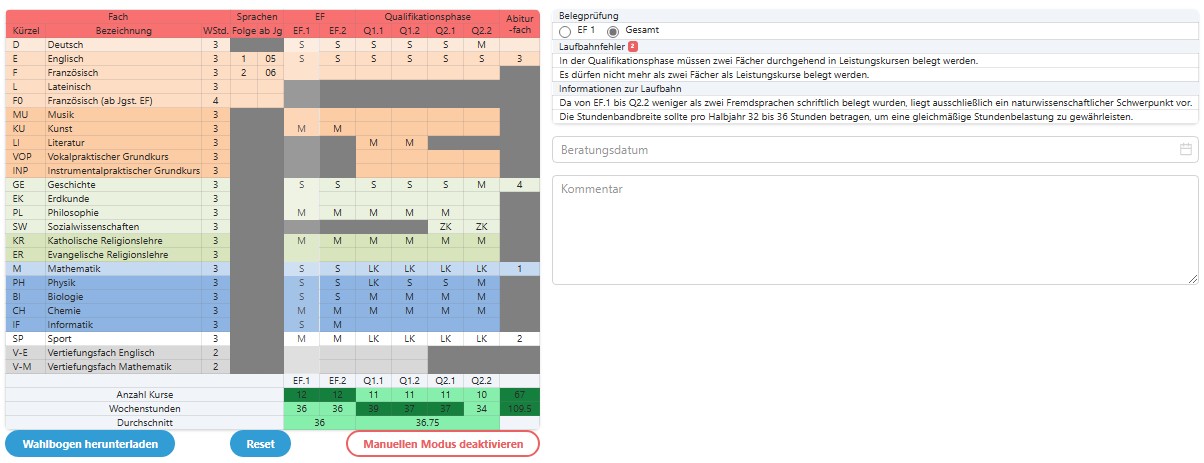 Fach Sprachen EF Qualifikationsphase Abitur
Kürzel Bezeichnung WStd. Folge ab Jg EF.1 EF.2 Q1.1 Q1.2 Q2.1 Q2.2 -fach
D Deutsch 3 S S S S S M
E Englisch 3 1 05 S S S S S S 3
F Französisch 3 2 06
L Lateinisch 3
F0 Französisch (ab Jgst. EF) 4
MU Musik 3
KU Kunst 3 M M
LI Literatur 3 M M
VOP Vokalpraktischer Grundkurs 3
INP Instrumentalpraktischer Grundkurs 3
GE Geschichte 3 S S S S S M 4
EK Erdkunde 3
PL Philosophie 3 M M M M M
SW Sozialwissenschaften 3 ZK ZK
KR Katholische Religionslehre 3 M M M M M M
ER Evangelische Religionslehre 3
M Mathematik 3 S S LK LK LK LK 1
PH Physik 3 S S LK S S M
BI Biologie 3 S S M M M M
CH Chemie 3 M M M M M M
IF Informatik 3 S M
SP Sport 3 M M LK LK LK LK 2
V-E Vertiefungsfach Englisch 2
V-M Vertiefungsfach Mathematik 2
EF.1 EF.2 Q1.1 Q1.2 Q2.1 Q2.2
Anzahl Kurse 12 12 11 11 11 10 67
Wochenstunden 36 36 39 37 37 34 109.5
Durchschnitt 36 36.75
Wahlbogen herunterladen Reset Manuellen Modus deaktivieren
Belegprüfung
EF 1 Gesamt
Laufbahnfehler 2
In der Qualifikationsphase müssen zwei Fächer durchgehend in Leistungskursen belegt werden.
Es dürfen nicht mehr als zwei Fächer als Leistungskurse belegt werden.
Informationen zur Laufbahn
Da von EF.1 bis Q2.2 weniger als zwei Fremdsprachen schriftlich belegt wurden, liegt ausschließlich ein naturwissenschaftlicher Schwerpunkt vor.
Die Stundenbandbreite sollte pro Halbjahr 32 bis 36 Stunden betragen, um eine gleichmäßige Stundenbelastung zu gewährleisten.
Beratungsdatum
Kommentar